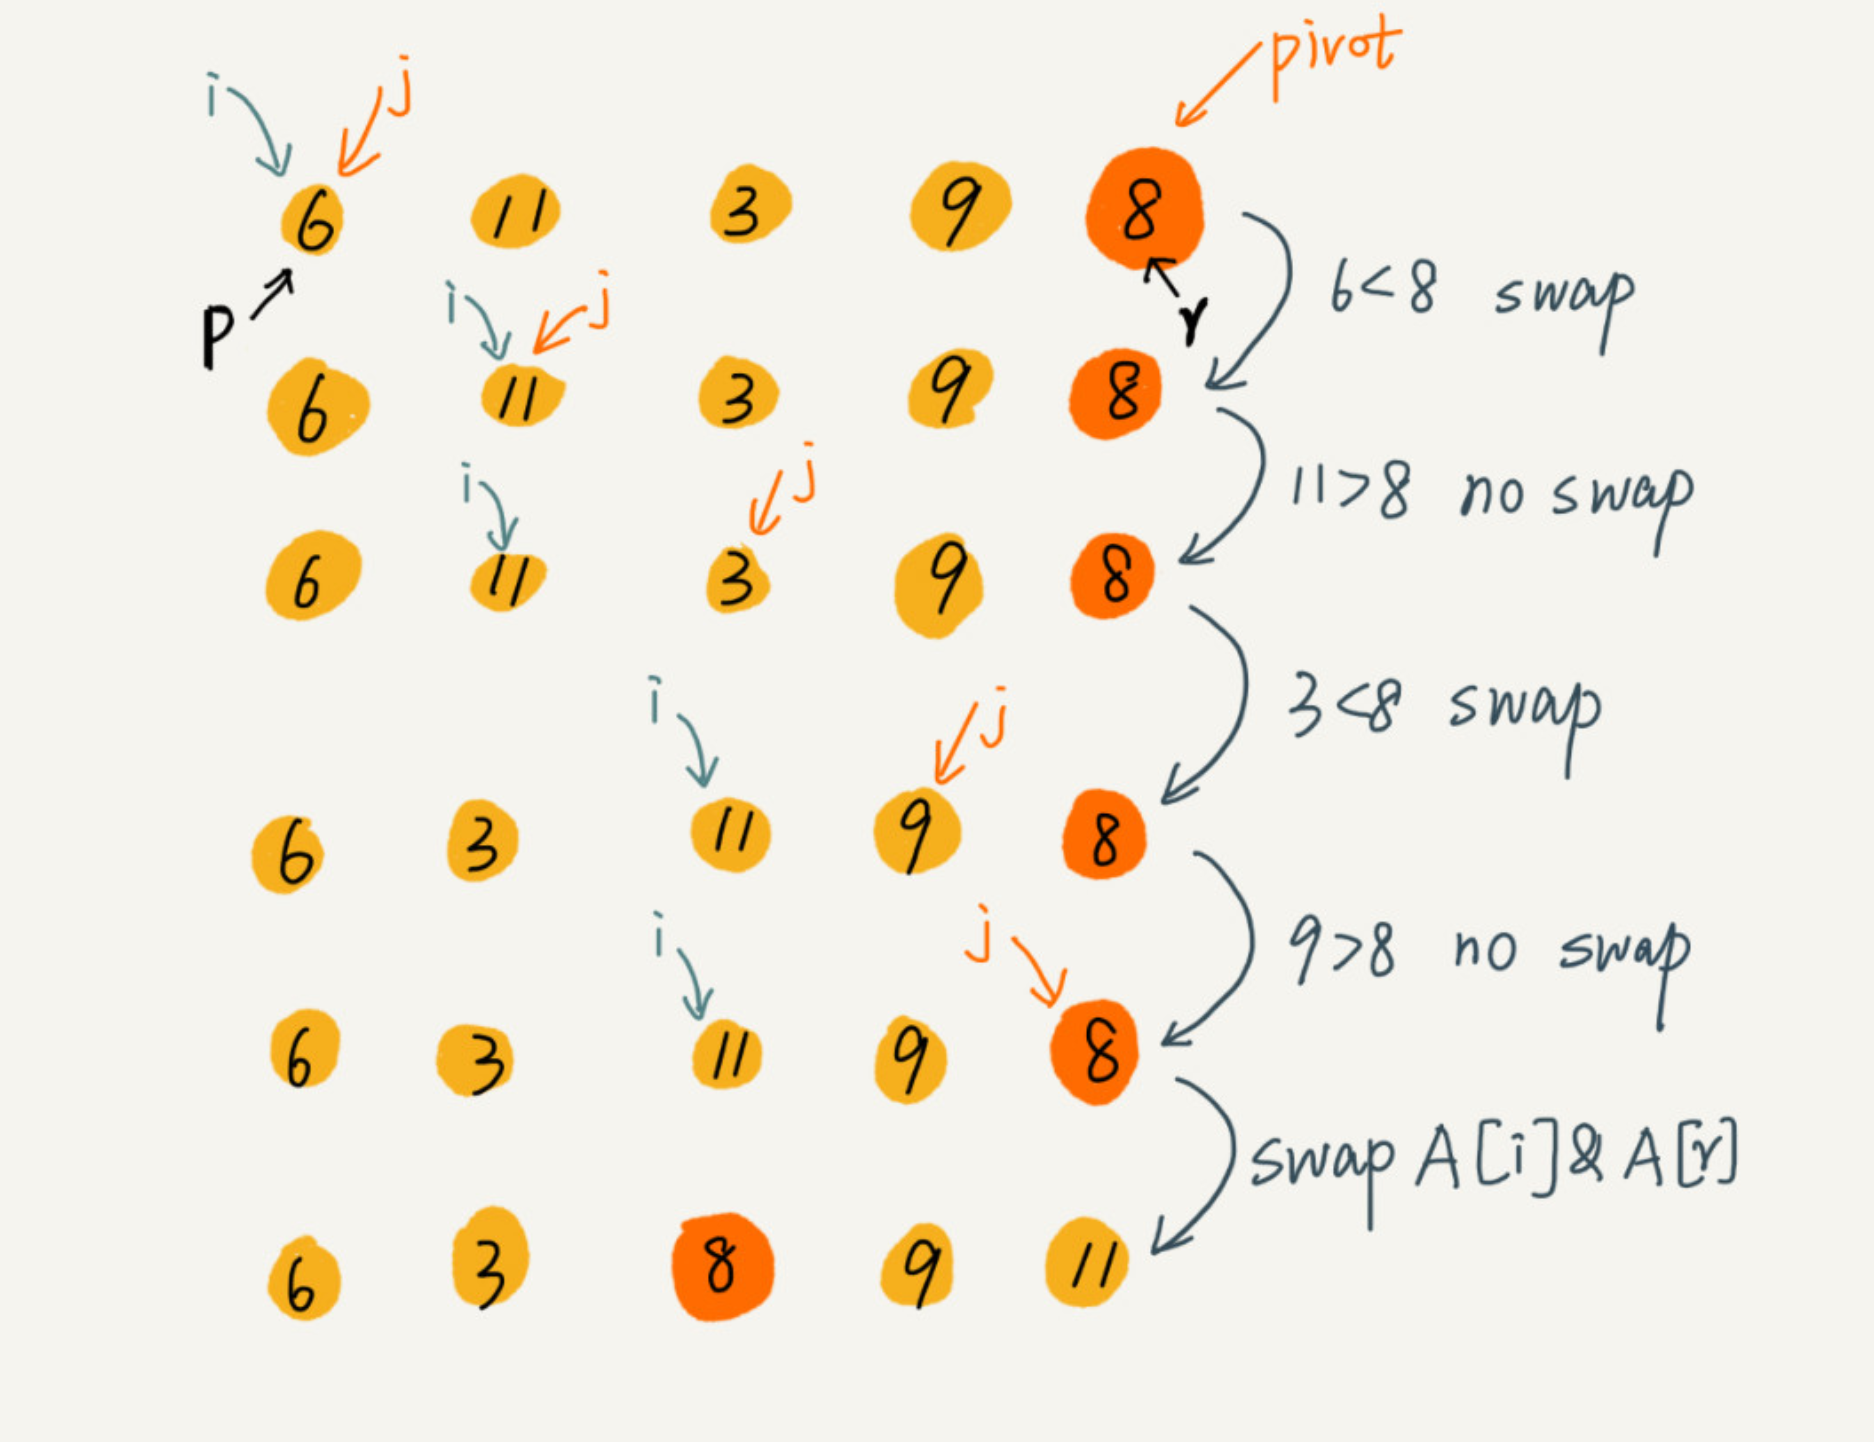 pivot
i j
6 11 3 9 8
p r
6<8 swap
i j
6 11 3 9 8
11>8 no swap
i j
6 11 3 9 8
3<8 swap
i j
6 3 11 9 8
9>8 no swap
i j
6 3 11 9 8
swap A[i]&A[r]
6 3 8 9 11